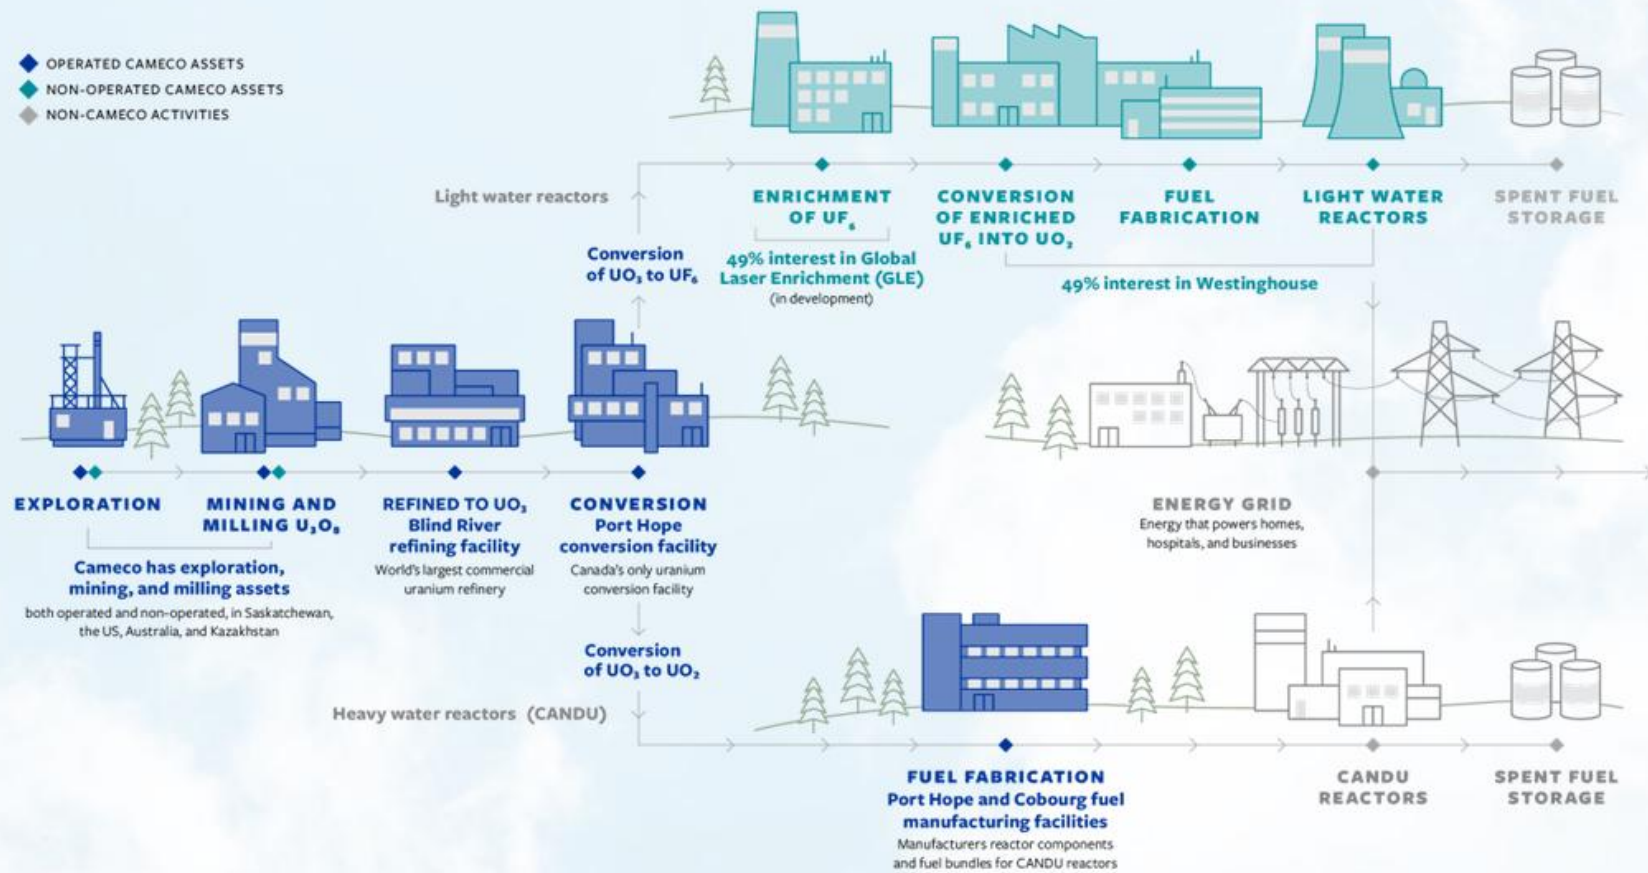 OPERATED CAMECO ASSETS
NON-OPERATED CAMECO ASSETS
NON-CAMECO ACTIVITIES
Light water reactors
ENRICHMENT
OF UF₆
49% interest in Global
Laser Enrichment (GLE)
(in development)
CONVERSION
OF ENRICHED
UF₆ INTO UO₂
FUEL
FABRICATION
LIGHT WATER
REACTORS
49% interest in Westinghouse
SPENT FUEL
STORAGE
Conversion
of UO₃ to UF₆
EXPLORATION
MINING AND
MILLING U₃O₈
Cameco has exploration,
mining, and milling assets
both operated and non-operated, in Saskatchewan,
the US, Australia, and Kazakhstan
REFINED TO UO₃
Blind River
refining facility
World's largest commercial
uranium refinery
CONVERSION
Port Hope
conversion facility
Canada's only uranium
conversion facility
ENERGY GRID
Energy that powers homes,
hospitals, and businesses
Conversion
of UO₃ to UO₂
Heavy water reactors (CANDU)
FUEL FABRICATION
Port Hope and Cobourg fuel
manufacturing facilities
Manufacturers reactor components
and fuel bundles for CANDU reactors
CANDU
REACTORS
SPENT FUEL
STORAGE